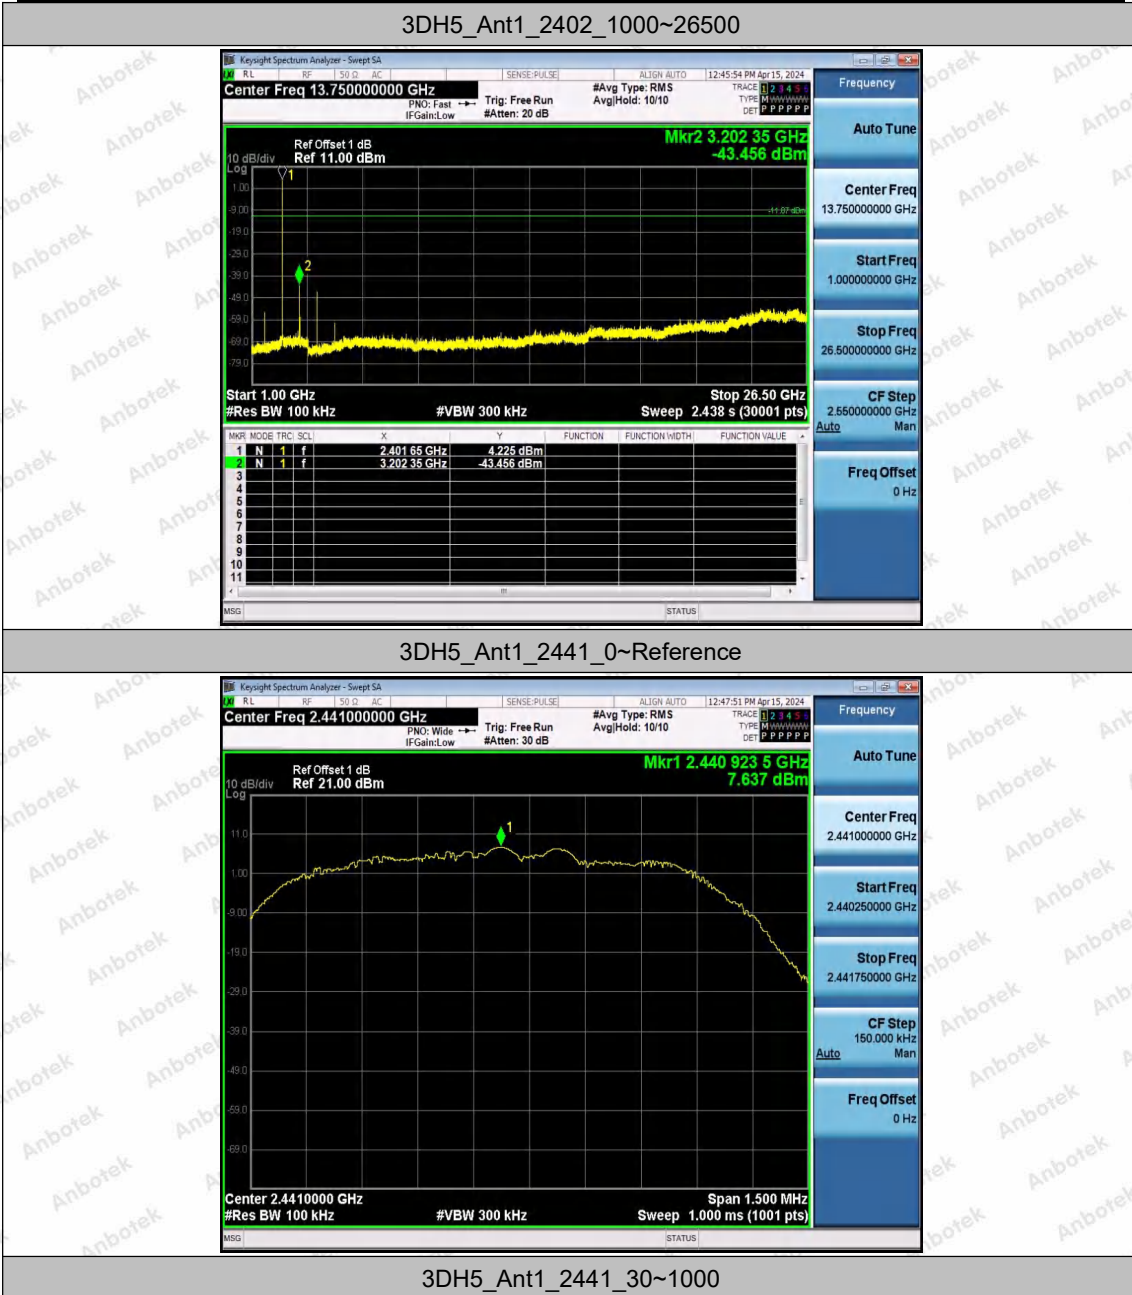 3DH5_Ant1_2402_1000~26500
Keysight Spectrum Analyzer - Swept SA
LXI RL RF 50 Ω AC SENSE:PULSE ALIGN AUTO 12:45:54 PM Apr 15, 2024
Center Freq 13.750000000 GHz #Avg Type: RMS TRACE 1 2 3 4 5 6
PNO: Fast Trig: Free Run Avg|Hold: 10/10 TYPE M WWWWW
IFGain:Low #Atten: 20 dB DET P P P P P P
Frequency
Auto Tune
Center Freq
13.750000000 GHz
Start Freq
1.000000000 GHz
Stop Freq
26.500000000 GHz
CF Step
2.550000000 GHz
Auto Man
Freq Offset
0 Hz
Mkr2 3.202 35 GHz
-43.456 dBm
Ref Offset 1 dB
10 dB/div Ref 11.00 dBm
Log
1
1.00
-9.00
-11.07 dBm
-19.0
-29.0
2
-39.0
-49.0
-59.0
-69.0
-79.0
Start 1.00 GHz Stop 26.50 GHz
#Res BW 100 kHz #VBW 300 kHz Sweep 2.438 s (30001 pts)
MKR MODE TRC SCL X Y FUNCTION FUNCTION WIDTH FUNCTION VALUE
1 N 1 f 2.401 65 GHz 4.225 dBm
2 N 1 f 3.202 35 GHz -43.456 dBm
3
4
5
6
7
8
9
10
11
MSG STATUS
3DH5_Ant1_2441_0~Reference
Keysight Spectrum Analyzer - Swept SA
LXI RL RF 50 Ω AC SENSE:PULSE ALIGN AUTO 12:47:51 PM Apr 15, 2024
Center Freq 2.441000000 GHz #Avg Type: RMS TRACE 1 2 3 4 5 6
PNO: Wide Trig: Free Run Avg|Hold: 10/10 TYPE M WWWWW
IFGain:Low #Atten: 30 dB DET P P P P P P
Frequency
Auto Tune
Center Freq
2.441000000 GHz
Start Freq
2.440250000 GHz
Stop Freq
2.441750000 GHz
CF Step
150.000 kHz
Auto Man
Freq Offset
0 Hz
Mkr1 2.440 923 5 GHz
7.637 dBm
Ref Offset 1 dB
10 dB/div Ref 21.00 dBm
Log
11.0
1
1.00
-9.00
-19.0
-29.0
-39.0
-49.0
-59.0
-69.0
Center 2.4410000 GHz Span 1.500 MHz
#Res BW 100 kHz #VBW 300 kHz Sweep 1.000 ms (1001 pts)
MSG STATUS
3DH5_Ant1_2441_30~1000